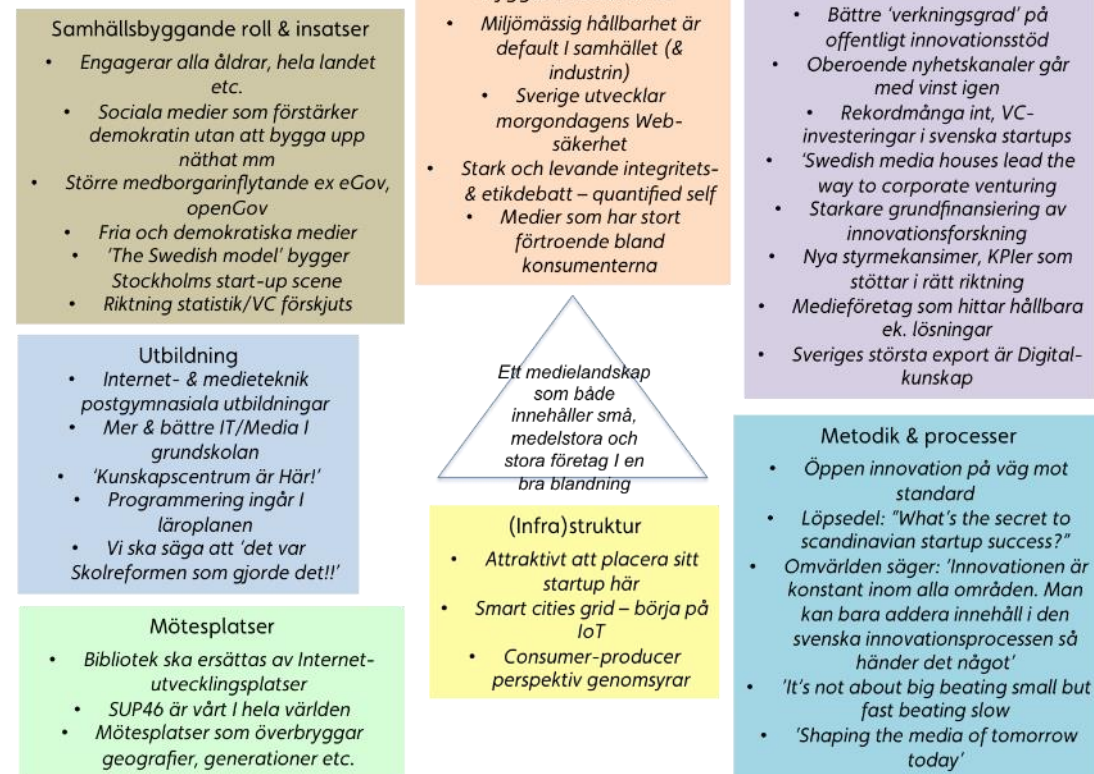 Samhällsbyggande roll & insatser
• Engagerar alla åldrar, hela landet
etc.
• Sociala medier som förstärker
demokratin utan att bygga upp
näthat mm
• Större medborgarinflytande ex eGov,
openGov
• Fria och demokratiska medier
• 'The Swedish model' bygger
Stockholms start-up scene
• Riktning statistik/VC förskjuts
• Miljömässig hållbarhet är
default I samhället (&
industrin)
• Sverige utvecklar
morgondagens Web-
säkerhet
• Stark och levande integritets-
& etikdebatt – quantified self
• Medier som har stort
förtroende bland
konsumenterna
• Bättre 'verkningsgrad' på
offentligt innovationsstöd
• Oberoende nyhetskanaler går
med vinst igen
• Rekordmånga int, VC-
investeringar i svenska startups
• 'Swedish media houses lead the
way to corporate venturing
• Starkare grundfinansiering av
innovationsforskning
• Nya styrmekansimer, KPIer som
stöttar i rätt riktning
• Medieföretag som hittar hållbara
ek. lösningar
• Sveriges största export är Digital-
kunskap
Utbildning
• Internet- & medieteknik
postgymnasiala utbildningar
• Mer & bättre IT/Media I
grundskolan
• 'Kunskapscentrum är Här!'
• Programmering ingår I
läroplanen
• Vi ska säga att 'det var
Skolreformen som gjorde det!!'
Ett medielandskap
som både
innehåller små,
medelstora och
stora företag I en
bra blandning
Metodik & processer
• Öppen innovation på väg mot
standard
• Löpsedel: "What's the secret to
scandinavian startup success?"
• Omvärlden säger: 'Innovationen är
konstant inom alla områden. Man
kan bara addera innehåll i den
svenska innovationsprocessen så
händer det något'
• 'It's not about big beating small but
fast beating slow
• 'Shaping the media of tomorrow
today'
(Infra)struktur
• Attraktivt att placera sitt
startup här
• Smart cities grid – börja på
IoT
• Consumer-producer
perspektiv genomsyrar
Mötesplatser
• Bibliotek ska ersättas av Internet-
utvecklingsplatser
• SUP46 är vårt I hela världen
• Mötesplatser som överbryggar
geografier, generationer etc.